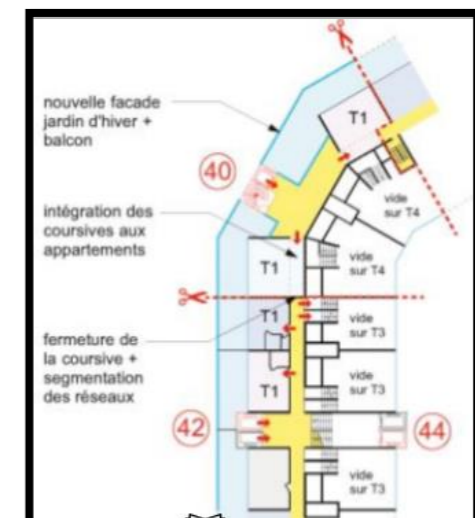 nouvelle facade
jardin d'hiver +
balcon
T1
40
vide
sur T4
intégration des
coursives aux
appartements
T1
vide
sur T4
fermeture de
la coursive +
segmentation
des réseaux
T1
vide
sur T3
T1
vide
sur T3
42
44
vide
sur T3